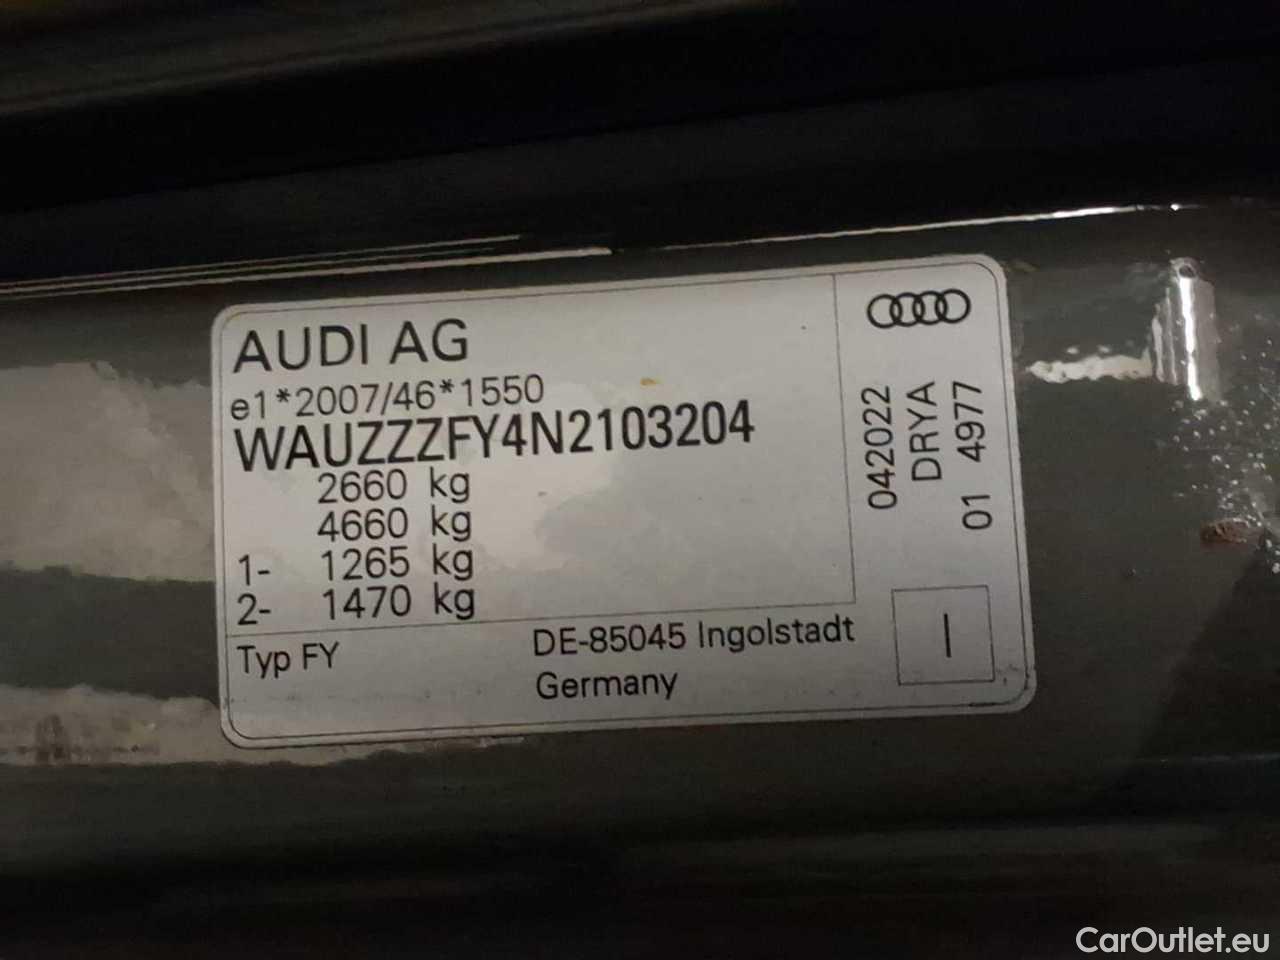 AUDI AG
e1*2007/46*1550
WAUZZZFY4N2103204
2660 kg
4660 kg
1- 1265 kg
2- 1470 kg
Typ FY
DE-85045 Ingolstadt
Germany
042022
DRYA
01 4977
I
CarOutlet.eu